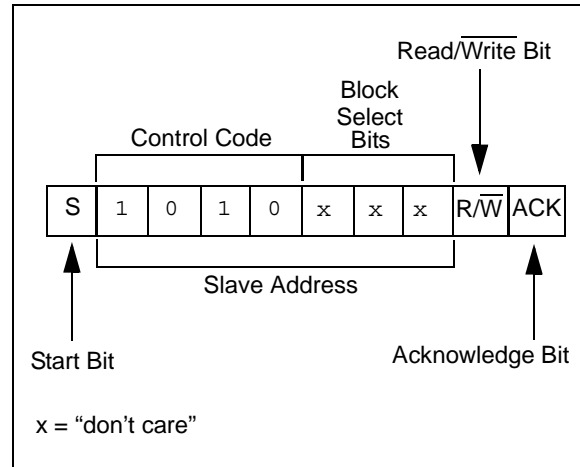 Read/Write Bit
Block
Select
Bits
Control Code
S 1 0 1 0 x x x R/W ACK
Slave Address
Start Bit
Acknowledge Bit
x = “don’t care”